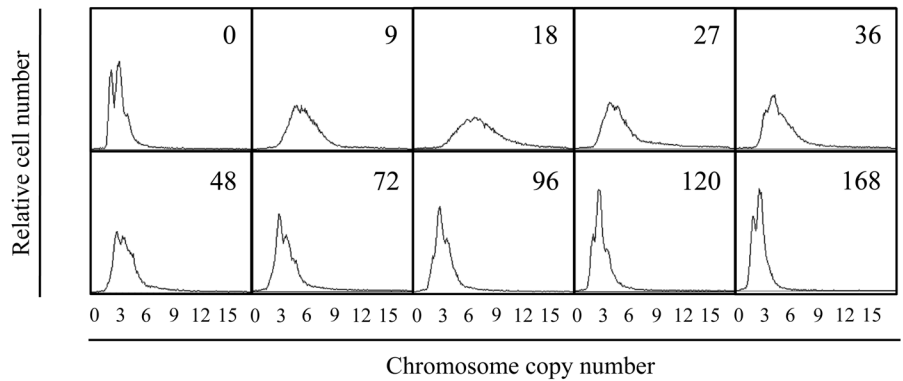 Relative cell number
0 9 18 27 36
48 72 96 120 168
0 3 6 9 12 15 0 3 6 9 12 15 0 3 6 9 12 15 0 3 6 9 12 15 0 3 6 9 12 15
Chromosome copy number